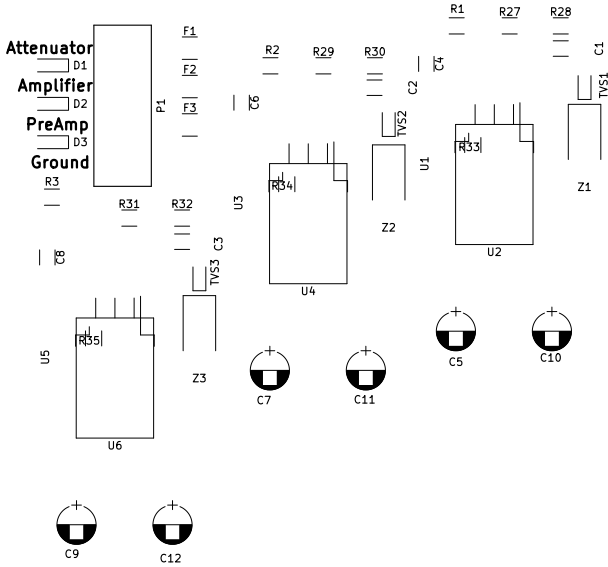 R1
R27
R28
F1
Attenuator
R2
R29
R30
C4
C1
D1
F2
TVS1
Amplifier
C2
D2
P1
C6
F3
PreAmp
TVS2
D3
R33
Ground
U1
R3
R34
Z1
R31
R32
U3
Z2
C8
C3
U2
TVS3
U4
R35
U5
C5
C10
Z3
C7
C11
U6
C9
C12